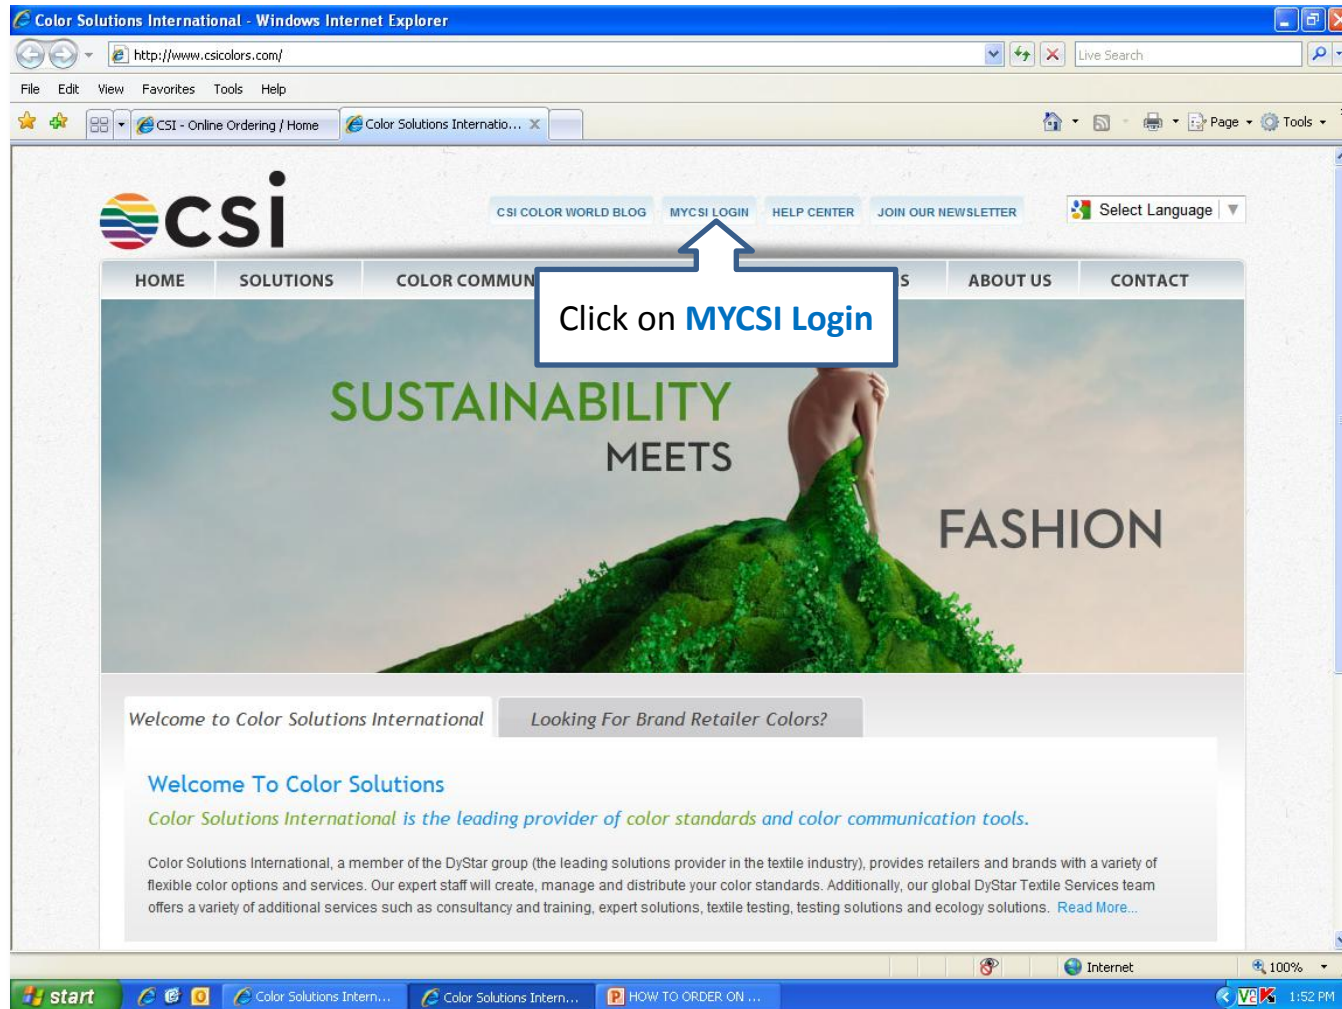 Color Solutions International - Windows Internet Explorer
http://www.csicolors.com/
Live Search
File Edit View Favorites Tools Help
CSI - Online Ordering / Home
Color Solutions Internatio... X
Page
Tools
csi
CSI COLOR WORLD BLOG
MYCSI LOGIN
HELP CENTER
JOIN OUR NEWSLETTER
Select Language
HOME SOLUTIONS COLOR COMMUN S ABOUT US CONTACT
Click on MYCSI Login
SUSTAINABILITY
MEETS
FASHION
Welcome to Color Solutions International
Looking For Brand Retailer Colors?
Welcome To Color Solutions
Color Solutions International is the leading provider of color standards and color communication tools.
Color Solutions International, a member of the DyStar group (the leading solutions provider in the textile industry), provides retailers and brands with a variety of
flexible color options and services. Our expert staff will create, manage and distribute your color standards. Additionally, our global DyStar Textile Services team
offers a variety of additional services such as consultancy and training, expert solutions, textile testing, testing solutions and ecology solutions. Read More...
Internet
100%
start
Color Solutions Intern...
Color Solutions Intern...
HOW TO ORDER ON ...
1:52 PM